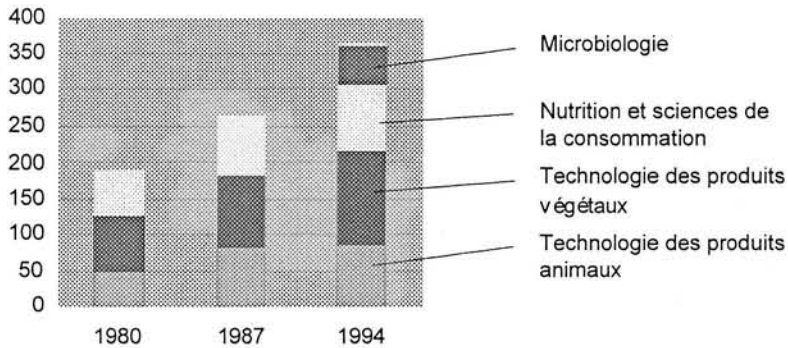 400
350
300
250
200
150
100
50
0
1980 1987 1994
Microbiologie
Nutrition et sciences de
la consommation
Technologie des produits
végétaux
Technologie des produits
animaux